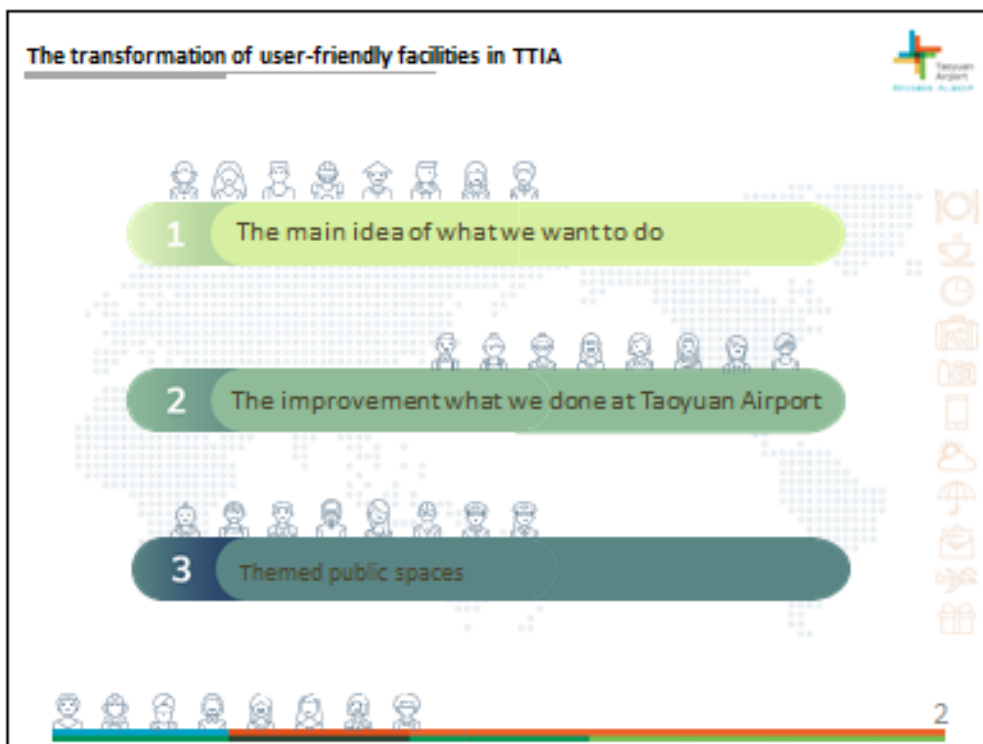 The transformation of user-friendly facilities in TTIA
Taoyuan
Airport
1
The main idea of what we want to do
2
The improvement what we done at Taoyuan Airport
3
Themed public spaces
2